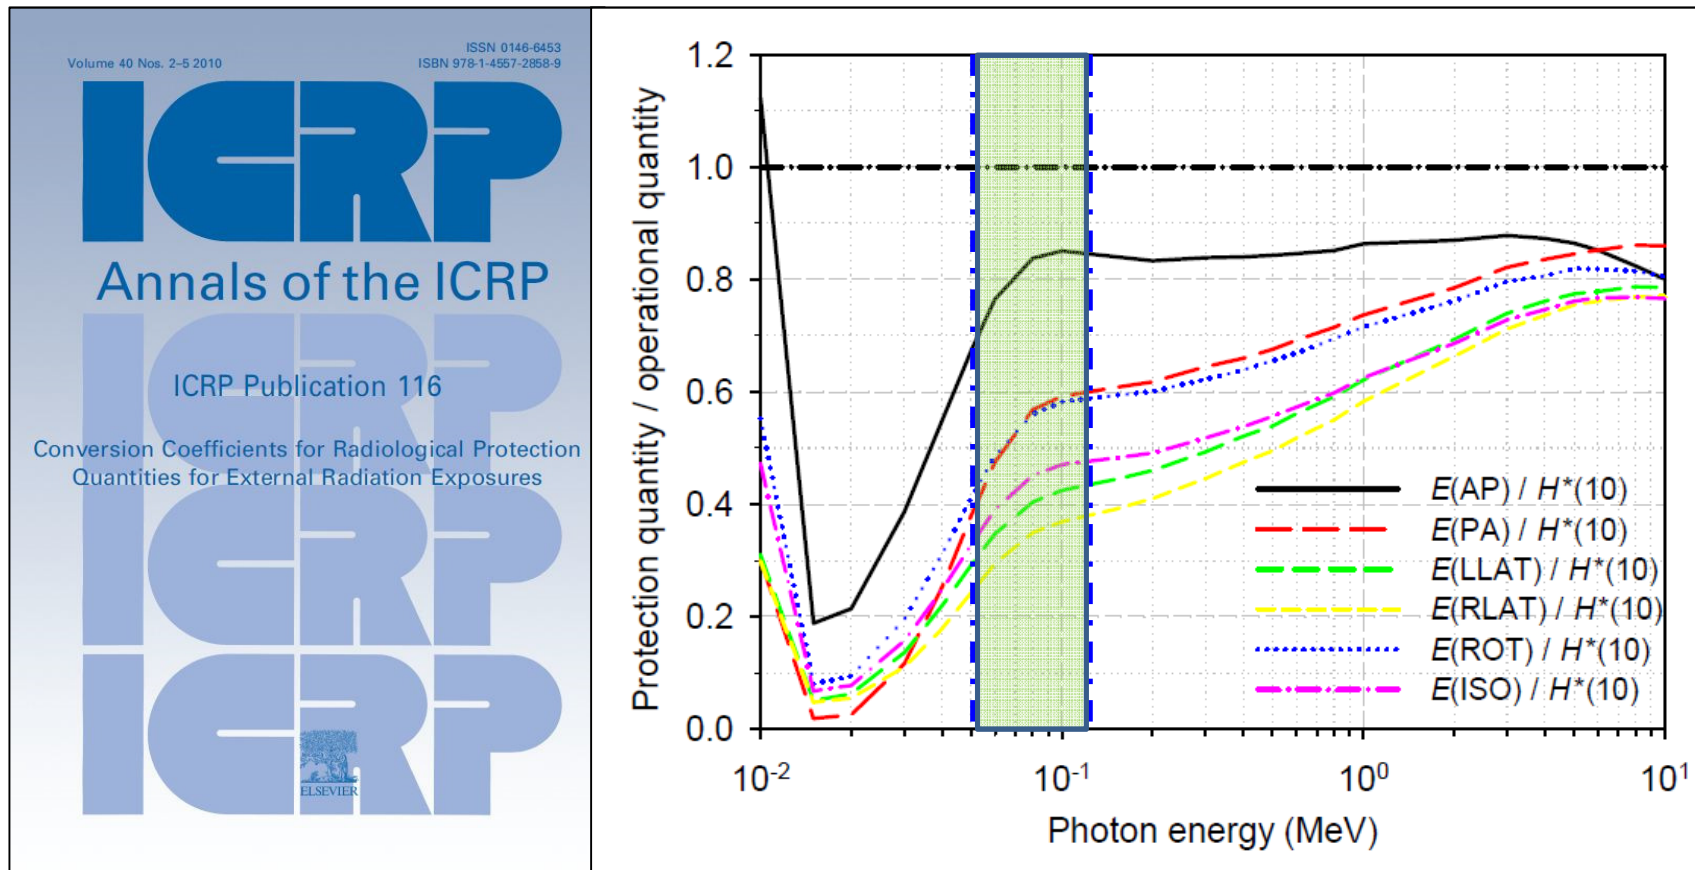 ISSN 0146-6453
Volume 40 Nos. 2–5 2010
ISBN 978-1-4557-2858-9
ICRP
Annals of the ICRP
ICRP
ICRP Publication 116
Conversion Coefficients for Radiological Protection
Quantities for External Radiation Exposures
ICRP
ICRP
ELSEVIER
Protection quantity / operational quantity
1.2
1.0
0.8
0.6
0.4
0.2
0.0
E(AP) / H*(10)
E(PA) / H*(10)
E(LLAT) / H*(10)
E(RLAT) / H*(10)
E(ROT) / H*(10)
E(ISO) / H*(10)
10⁻² 10⁻¹ 10⁰ 10¹
Photon energy (MeV)